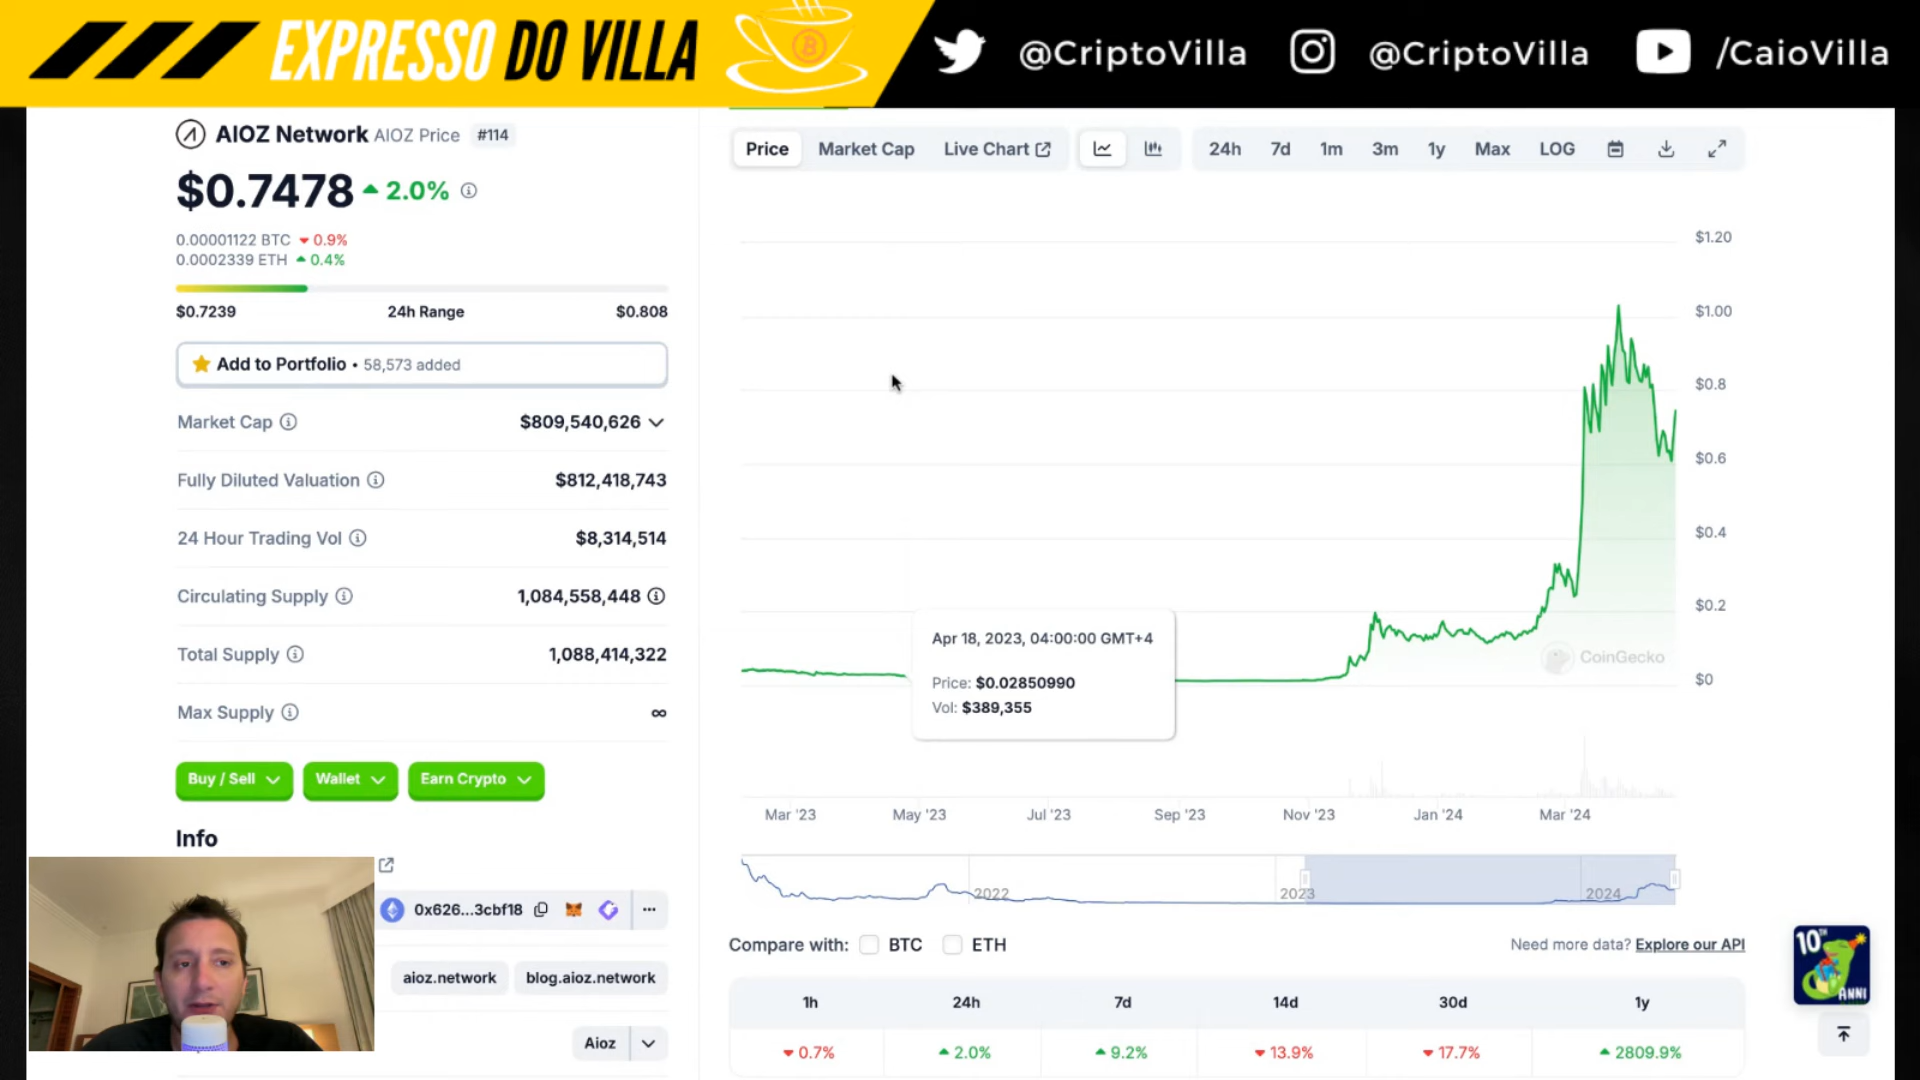 EXPRESSO DO VILLA
@CriptoVilla
@CriptoVilla
/CaioVilla
AIOZ Network AIOZ Price #114
$0.7478 2.0%
0.00001122 BTC 0.9%
0.0002339 ETH 0.4%
$0.7239 24h Range $0.808
Add to Portfolio • 58,573 added
Market Cap $809,540,626
Fully Diluted Valuation $812,418,743
24 Hour Trading Vol $8,314,514
Circulating Supply 1,084,558,448
Total Supply 1,088,414,322
Max Supply ∞
Buy / Sell Wallet Earn Crypto
Info
0x626...3cbf18 ...
aioz.network blog.aioz.network
Aioz
Price Market Cap Live Chart 24h 7d 1m 3m 1y Max LOG
$1.20
$1.00
$0.8
$0.6
$0.4
$0.2
$0
Apr 18, 2023, 04:00:00 GMT+4
Price: $0.02850990
Vol: $389,355
CoinGecko
Mar '23 May '23 Jul '23 Sep '23 Nov '23 Jan '24 Mar '24
2022 2023 2024
Compare with: BTC ETH
Need more data? Explore our API
1h 24h 7d 14d 30d 1y
0.7% 2.0% 9.2% 13.9% 17.7% 2809.9%
10TH
ANNI